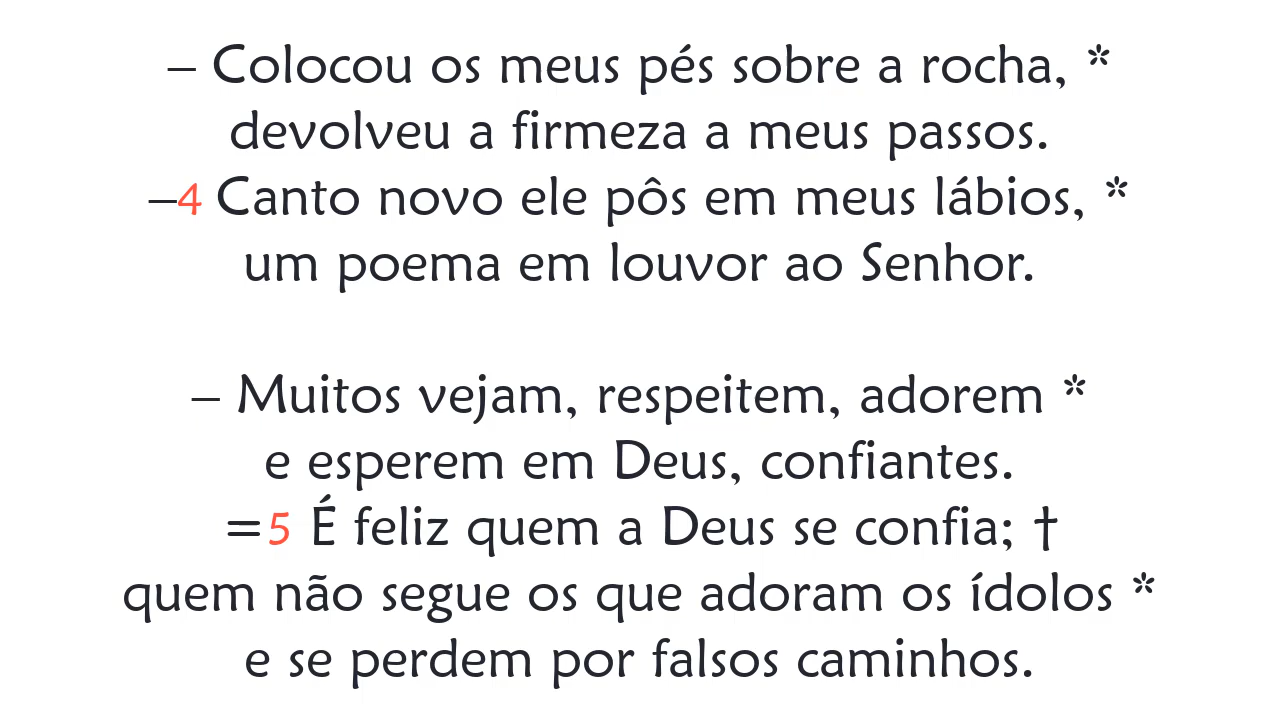 – Colocou os meus pés sobre a rocha, *
devolveu a firmeza a meus passos.
–4 Canto novo ele pôs em meus lábios, *
um poema em louvor ao Senhor.
– Muitos vejam, respeitem, adorem *
e esperem em Deus, confiantes.
=5 É feliz quem a Deus se confia; †
quem não segue os que adoram os ídolos *
e se perdem por falsos caminhos.